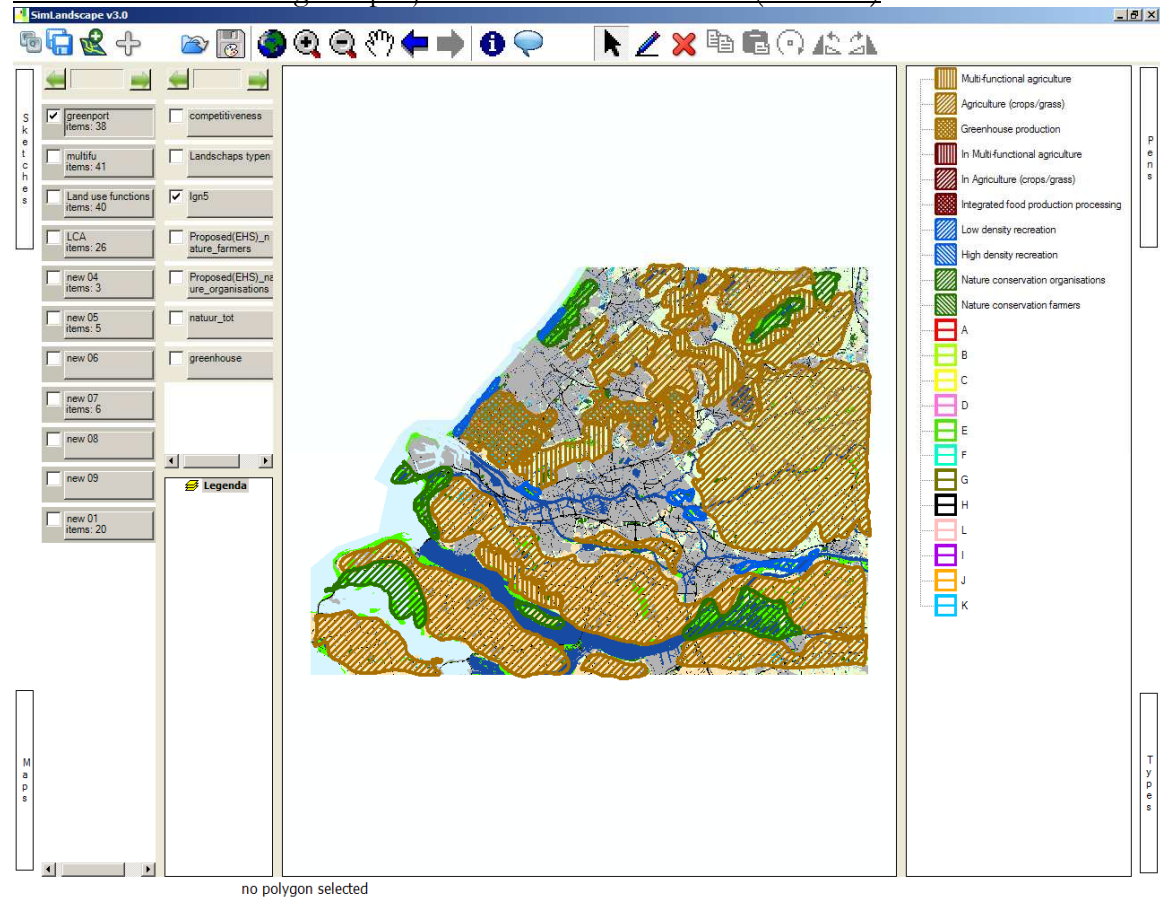 SimLandscape v3.0
Sketches
Maps
greenport
items: 38
multifu
items: 41
Land use functions
items: 40
LCA
items: 26
new 04
items: 3
new 05
items: 5
new 06
new 07
items: 6
new 08
new 09
new 01
items: 20
competitiveness
Landschaps typen
lgn5
Proposed(EHS)_n
ature_farmers
Proposed(EHS)_na
ure_organisations
natuur_tot
greenhouse
Legenda
Multi-functional agriculture
Agriculture (crops/grass)
Greenhouse production
In Multi-functional agriculture
In Agriculture (crops/grass)
Integrated food production processing
Low density recreation
High density recreation
Nature conservation organisations
Nature conservation farmers
A
B
C
D
E
F
G
H
L
I
J
K
Pens
Types
no polygon selected